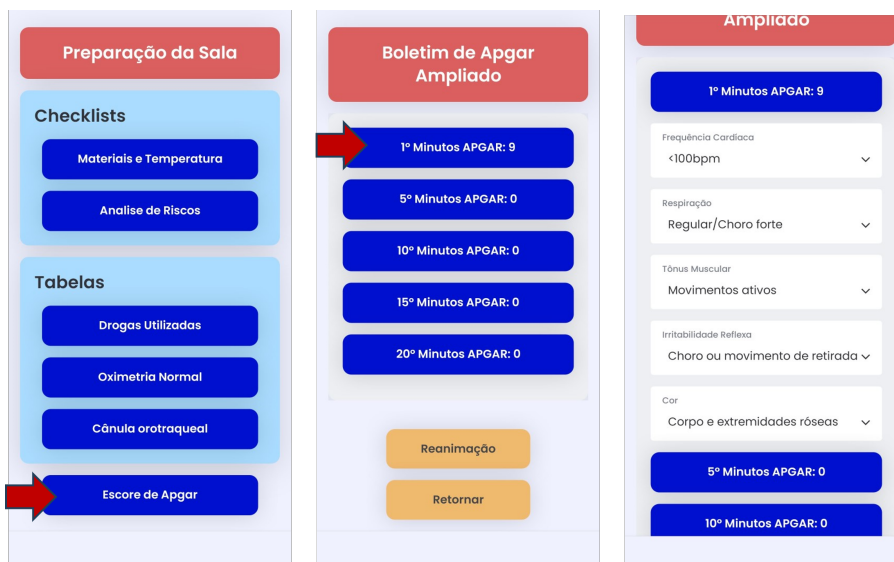 Preparação da Sala
Checklists
Materiais e Temperatura
Analise de Riscos
Tabelas
Drogas Utilizadas
Oximetria Normal
Cânula orotraqueal
Escore de Apgar
Boletim de Apgar
Ampliado
1º Minutos APGAR: 9
5º Minutos APGAR: 0
10º Minutos APGAR: 0
15º Minutos APGAR: 0
20º Minutos APGAR: 0
Reanimação
Retornar
Ampliado
1º Minutos APGAR: 9
Frequência Cardíaca
<100bpm
Respiração
Regular/Choro forte
Tônus Muscular
Movimentos ativos
Irritabilidade Reflexa
Choro ou movimento de retirada
Cor
Corpo e extremidades róseas
5º Minutos APGAR: 0
10º Minutos APGAR: 0